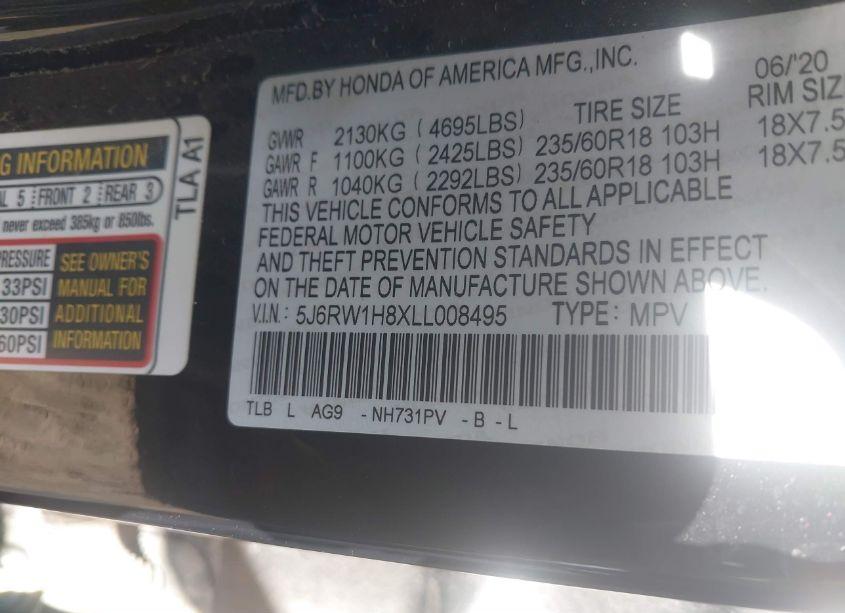 G INFORMATION
AL 5 FRONT 2 REAR 3
never exceed 385kg or 850lbs.
PRESSURE
33PSI
30PSI
60PSI
SEE OWNER'S
MANUAL FOR
ADDITIONAL
INFORMATION
TLA A1
MFD.BY HONDA OF AMERICA MFG.,INC. 06/'20
TIRE SIZE RIM SIZ
GVWR 2130KG ( 4695LBS)
GAWR F 1100KG ( 2425LBS) 235/60R18 103H 18X7.5
GAWR R 1040KG ( 2292LBS) 235/60R18 103H 18X7.5
THIS VEHICLE CONFORMS TO ALL APPLICABLE
FEDERAL MOTOR VEHICLE SAFETY
AND THEFT PREVENTION STANDARDS IN EFFECT
ON THE DATE OF MANUFACTURE SHOWN ABOVE.
V.I.N.: 5J6RW1H8XLL008495 TYPE: MPV
TLB L AG9 -NH731PV -B -L